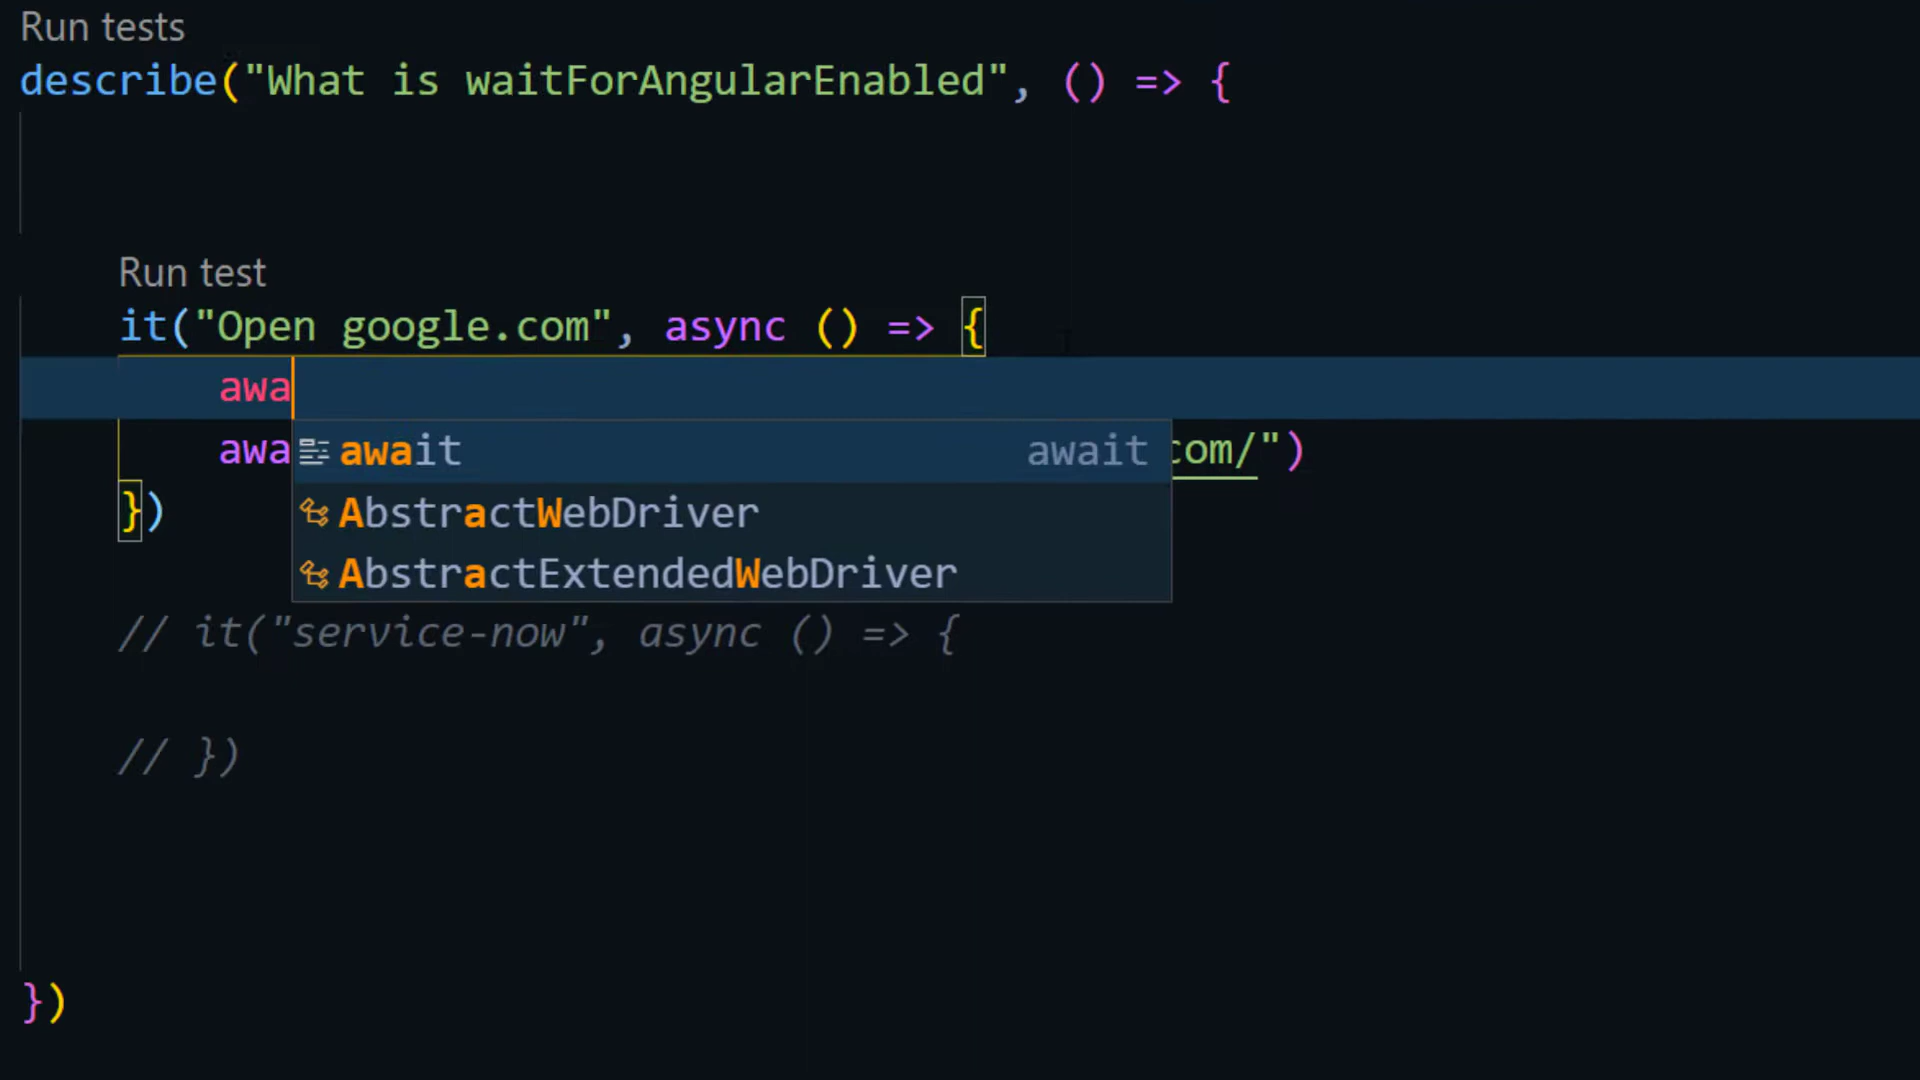 Run tests
describe("What is waitForAngularEnabled", () => {
Run test
it("Open google.com", async () => {
awa
awa com/")
await await
AbstractWebDriver
AbstractExtendedWebDriver
})
// it("service-now", async () => {
// })
})